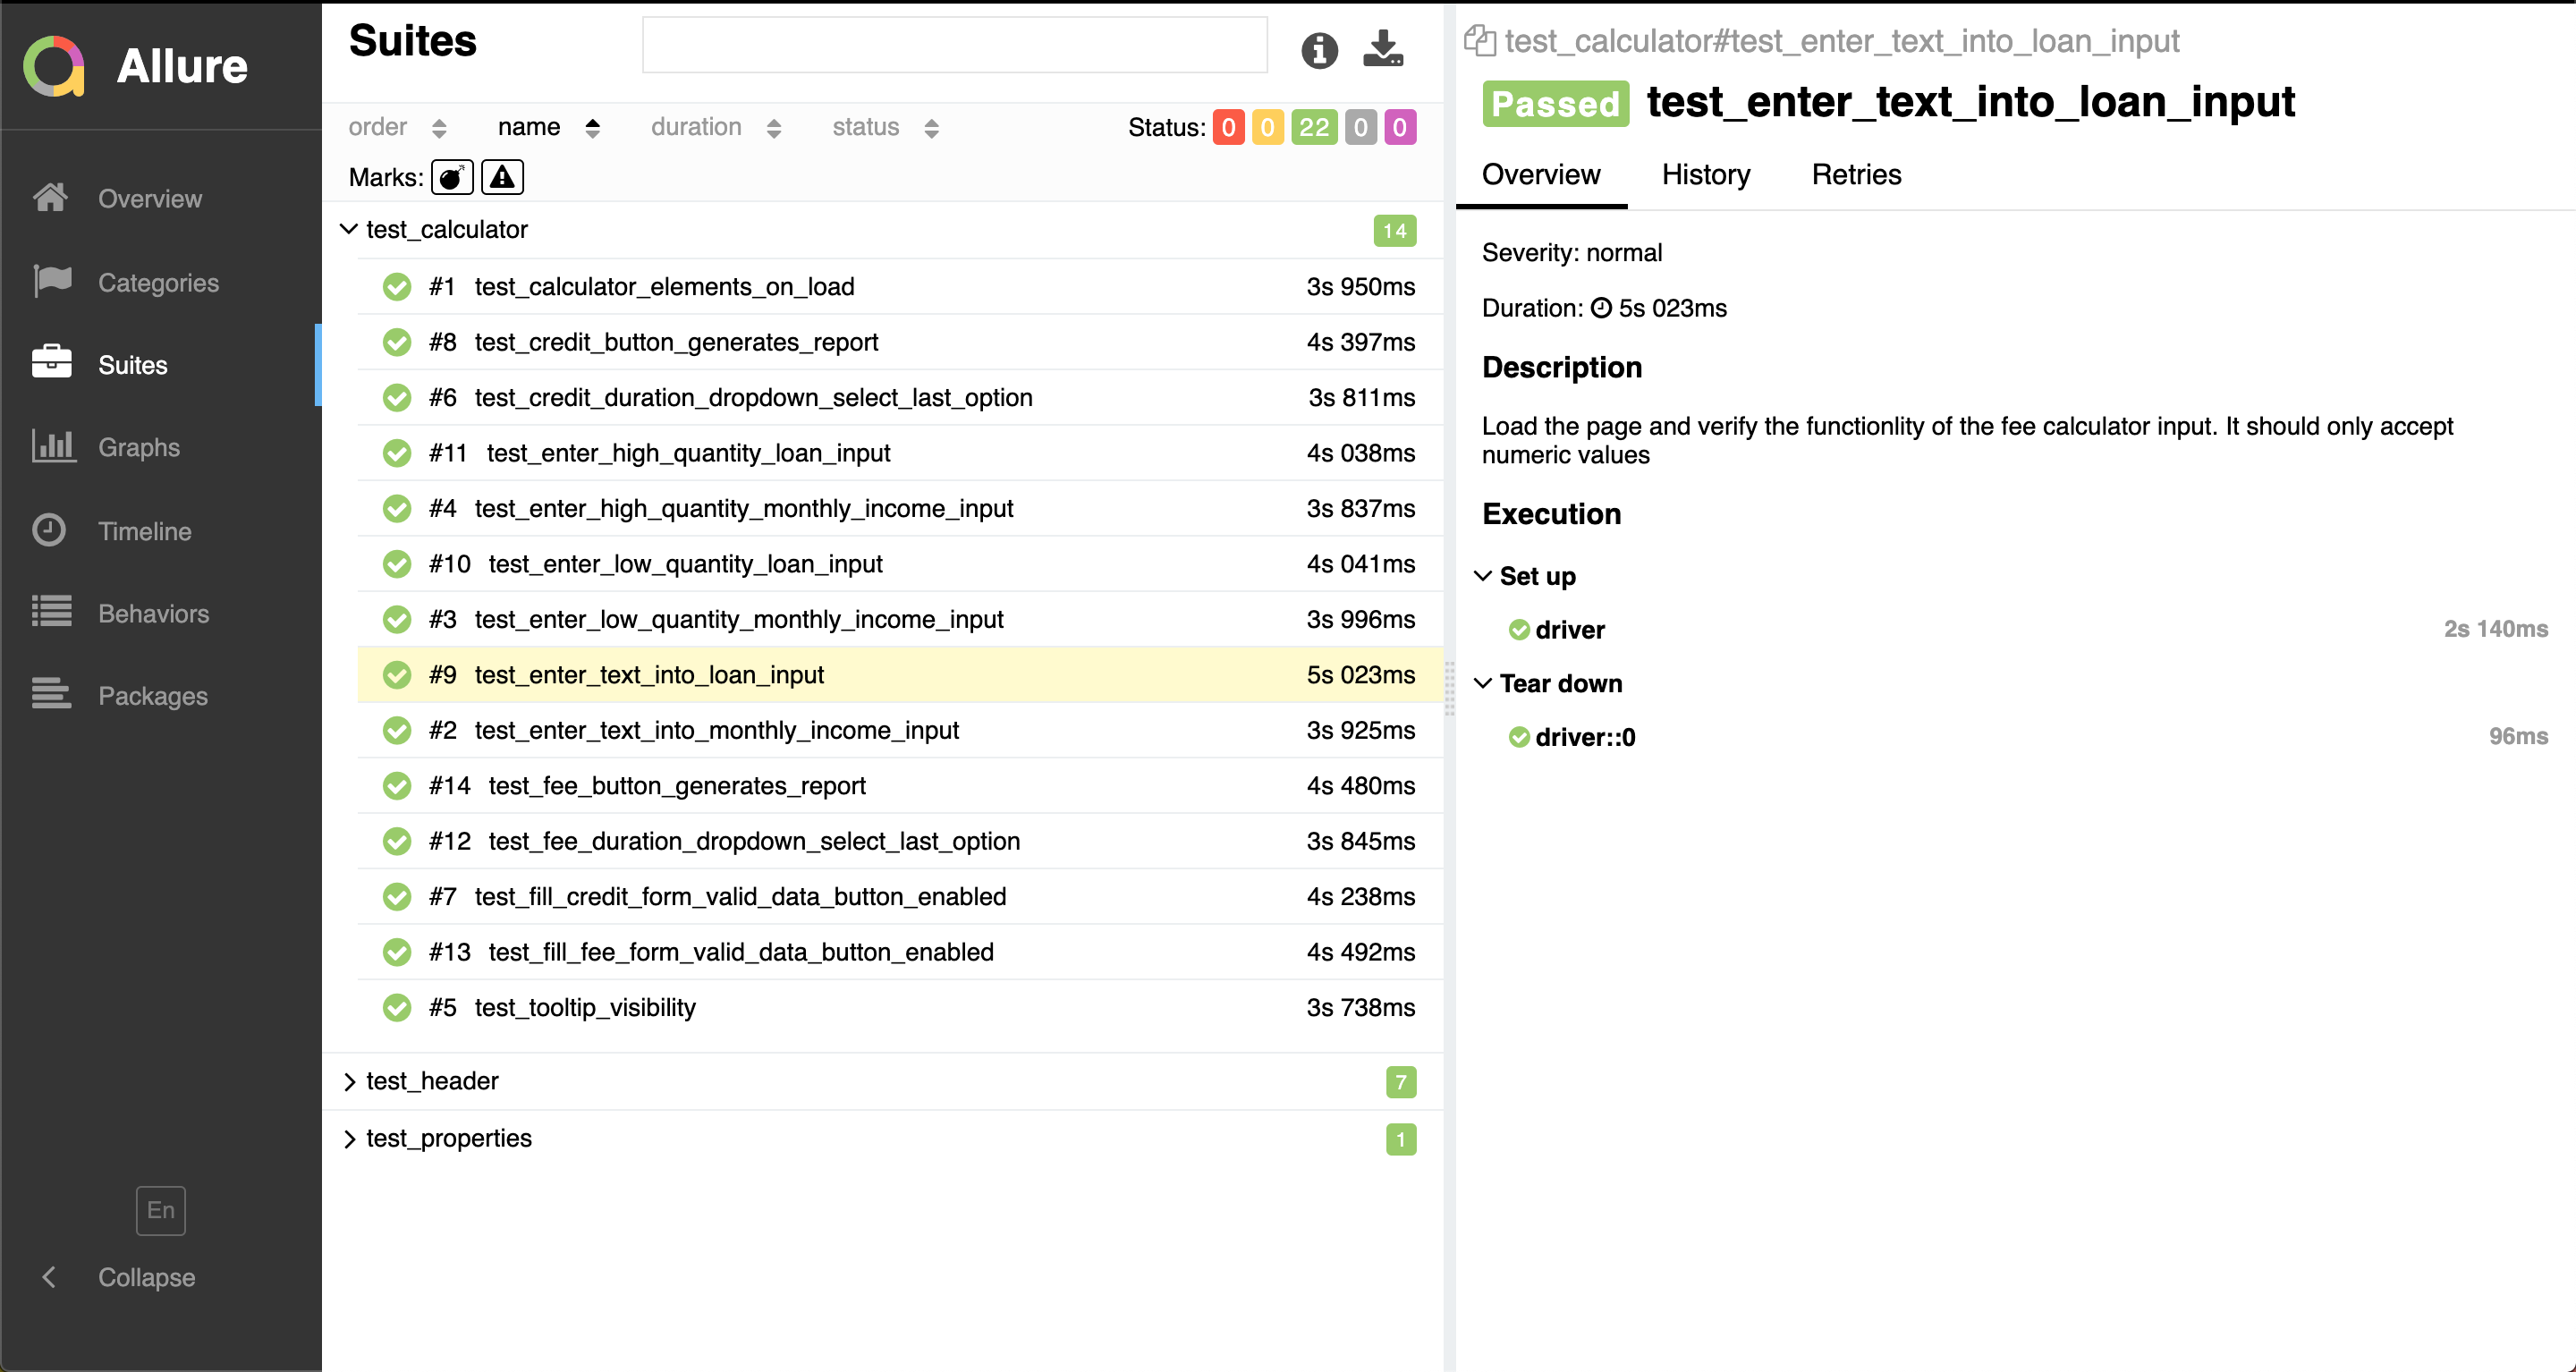 Allure
Overview
Categories
Suites
Graphs
Timeline
Behaviors
Packages
En
Collapse
Suites
order name duration status Status: 0 0 22 0 0
Marks:
test_calculator 14
#1 test_calculator_elements_on_load 3s 950ms
#8 test_credit_button_generates_report 4s 397ms
#6 test_credit_duration_dropdown_select_last_option 3s 811ms
#11 test_enter_high_quantity_loan_input 4s 038ms
#4 test_enter_high_quantity_monthly_income_input 3s 837ms
#10 test_enter_low_quantity_loan_input 4s 041ms
#3 test_enter_low_quantity_monthly_income_input 3s 996ms
#9 test_enter_text_into_loan_input 5s 023ms
#2 test_enter_text_into_monthly_income_input 3s 925ms
#14 test_fee_button_generates_report 4s 480ms
#12 test_fee_duration_dropdown_select_last_option 3s 845ms
#7 test_fill_credit_form_valid_data_button_enabled 4s 238ms
#13 test_fill_fee_form_valid_data_button_enabled 4s 492ms
#5 test_tooltip_visibility 3s 738ms
test_header 7
test_properties 1
test_calculator#test_enter_text_into_loan_input
Passed test_enter_text_into_loan_input
Overview History Retries
Severity: normal
Duration: 5s 023ms
Description
Load the page and verify the functionlity of the fee calculator input. It should only accept
numeric values
Execution
Set up
driver 2s 140ms
Tear down
driver::0 96ms